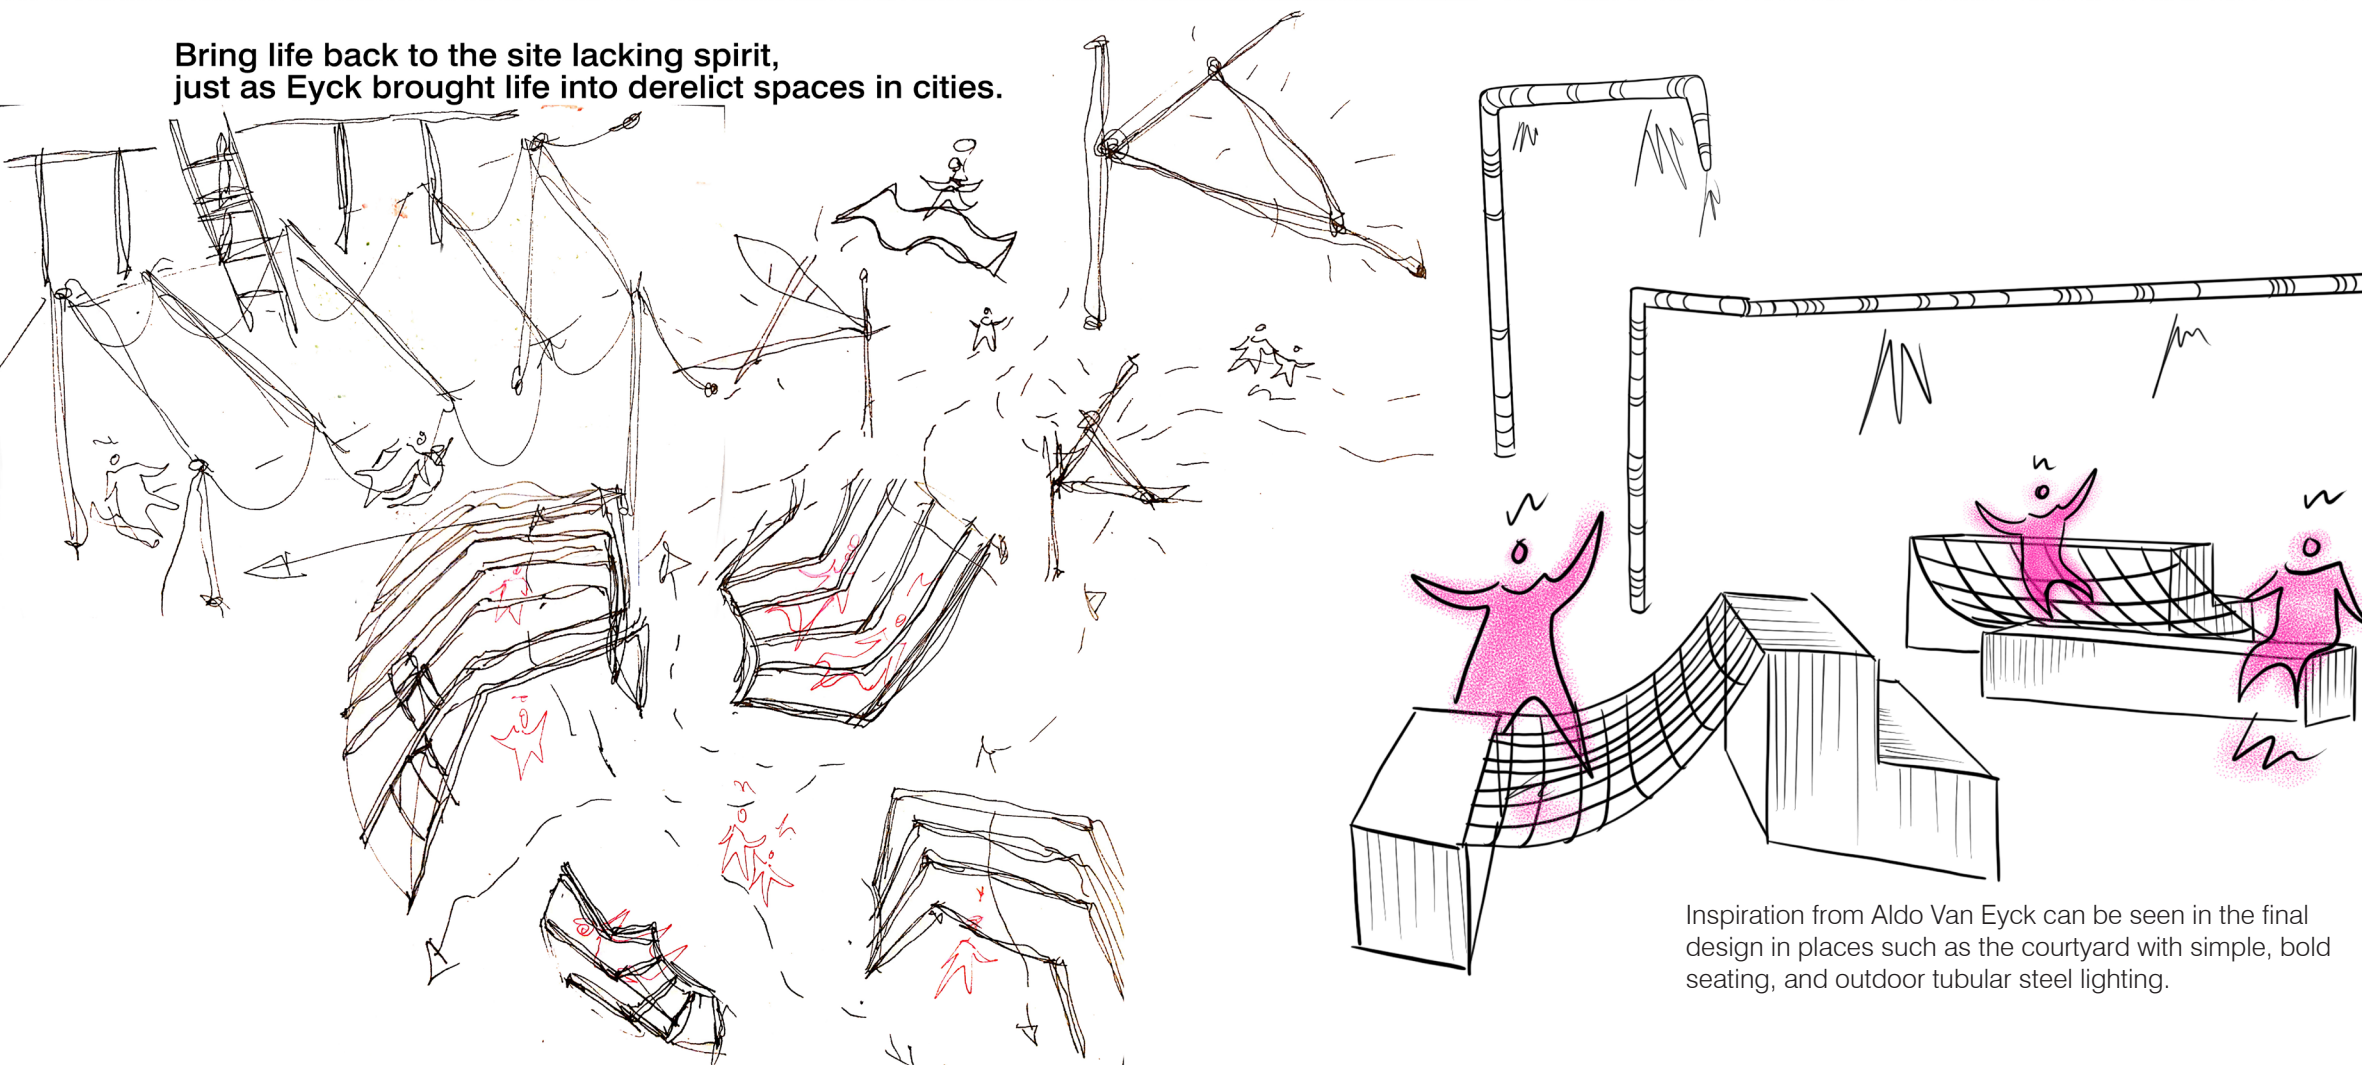 Bring life back to the site lacking spirit,
just as Eyck brought life into derelict spaces in cities.
Inspiration from Aldo Van Eyck can be seen in the final
design in places such as the courtyard with simple, bold
seating, and outdoor tubular steel lighting.